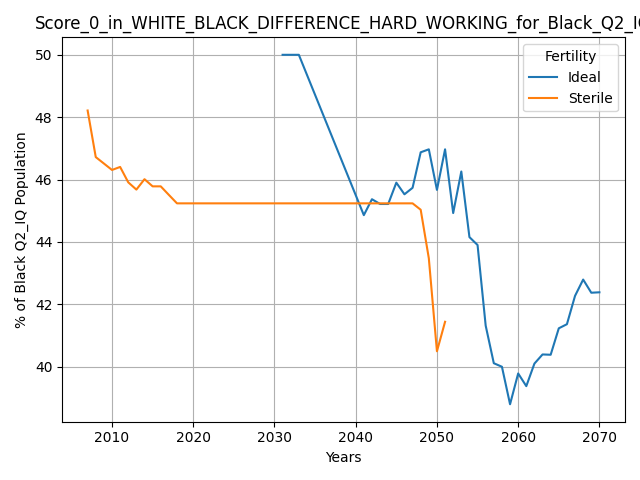 Score_0_in_WHITE_BLACK_DIFFERENCE_HARD_WORKING_for_Black_Q2_IQ
Fertility
Ideal
Sterile
% of Black Q2_IQ Population
50
48
46
44
42
40
2010 2020 2030 2040 2050 2060 2070
Years